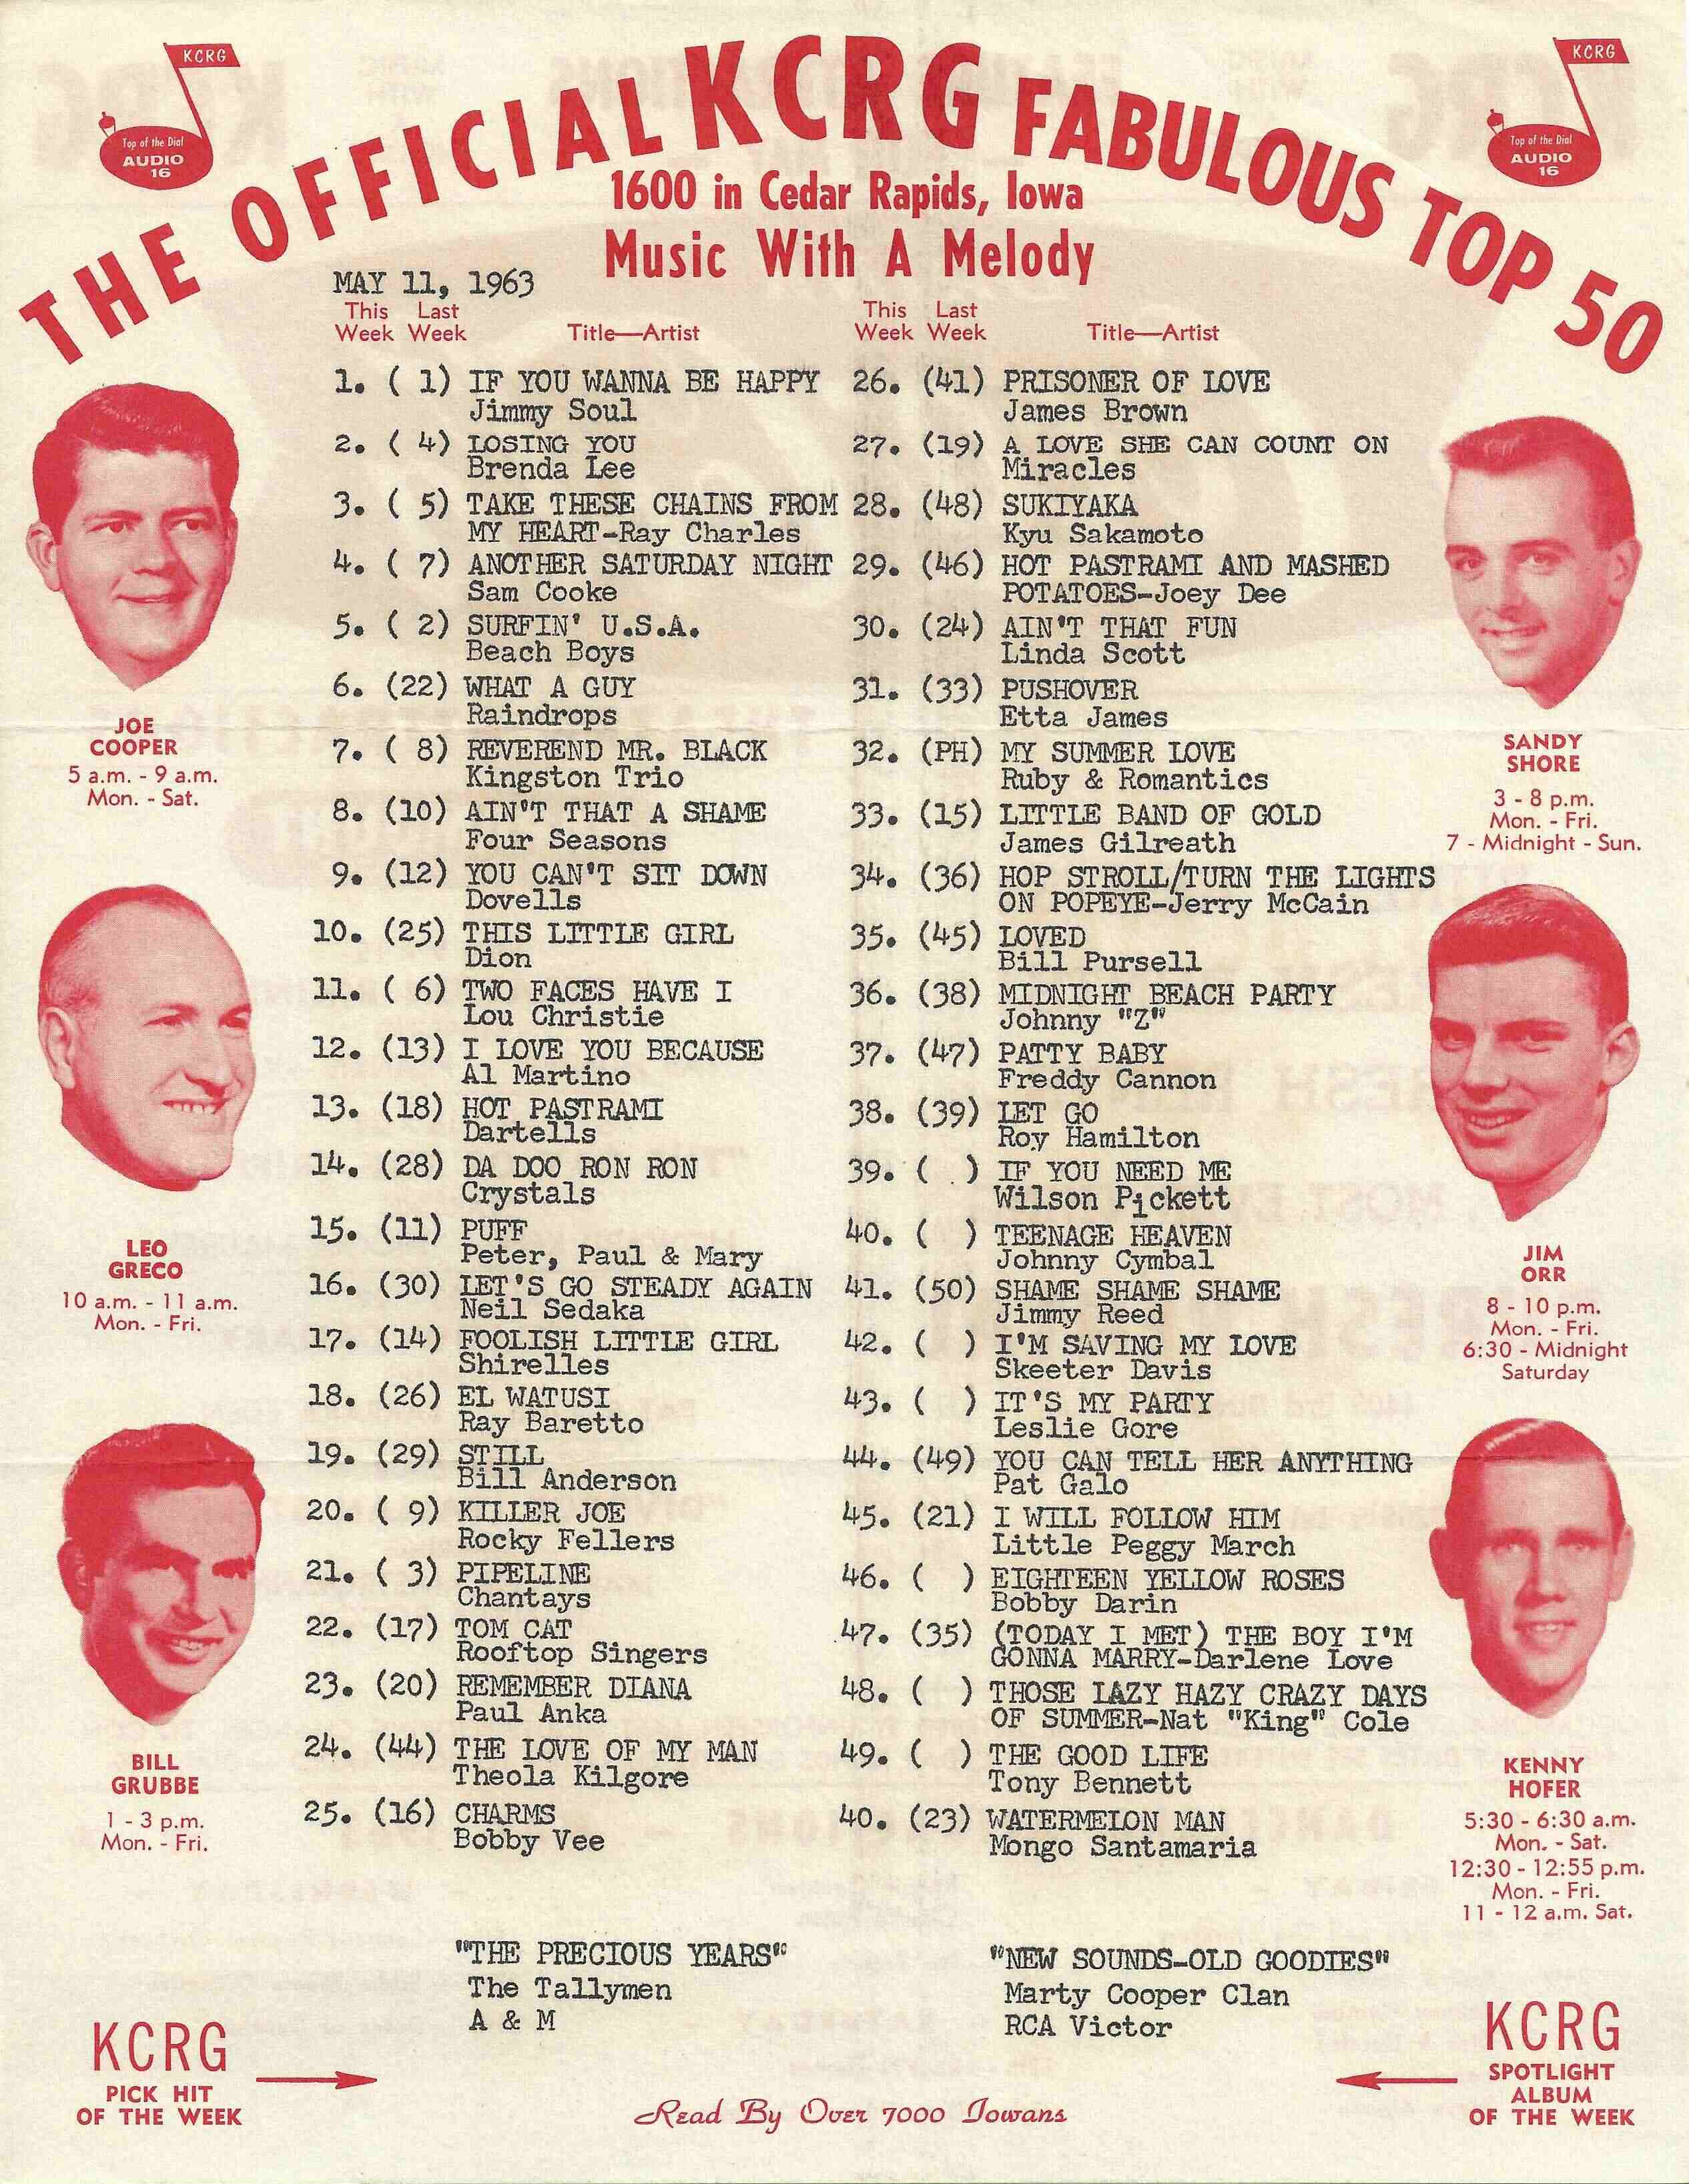 KCRG
Top of the Dial
AUDIO
16
KCRG
Top of the Dial
AUDIO
16
THE OFFICIAL KCRG FABULOUS TOP 50
1600 in Cedar Rapids, Iowa
Music With A Melody
MAY 11, 1963
This Last
Week Week Title—Artist
1. ( 1) IF YOU WANNA BE HAPPY
Jimmy Soul
2. ( 4) LOSING YOU
Brenda Lee
3. ( 5) TAKE THESE CHAINS FROM
MY HEART-Ray Charles
4. ( 7) ANOTHER SATURDAY NIGHT
Sam Cooke
5. ( 2) SURFIN' U.S.A.
Beach Boys
6. (22) WHAT A GUY
Raindrops
7. ( 8) REVEREND MR. BLACK
Kingston Trio
8. (10) AIN'T THAT A SHAME
Four Seasons
9. (12) YOU CAN'T SIT DOWN
Dovells
10. (25) THIS LITTLE GIRL
Dion
11. ( 6) TWO FACES HAVE I
Lou Christie
12. (13) I LOVE YOU BECAUSE
Al Martino
13. (18) HOT PASTRAMI
Dartells
14. (28) DA DOO RON RON
Crystals
15. (11) PUFF
Peter, Paul & Mary
16. (30) LET'S GO STEADY AGAIN
Neil Sedaka
17. (14) FOOLISH LITTLE GIRL
Shirelles
18. (26) EL WATUSI
Ray Baretto
19. (29) STILL
Bill Anderson
20. ( 9) KILLER JOE
Rocky Fellers
21. ( 3) PIPELINE
Chantays
22. (17) TOM CAT
Rooftop Singers
23. (20) REMEMBER DIANA
Paul Anka
24. (44) THE LOVE OF MY MAN
Theola Kilgore
25. (16) CHARMS
Bobby Vee
This Last
Week Week Title—Artist
26. (41) PRISONER OF LOVE
James Brown
27. (19) A LOVE SHE CAN COUNT ON
Miracles
28. (48) SUKIYAKA
Kyu Sakamoto
29. (46) HOT PASTRAMI AND MASHED
POTATOES-Joey Dee
30. (24) AIN'T THAT FUN
Linda Scott
31. (33) PUSHOVER
Etta James
32. (PH) MY SUMMER LOVE
Ruby & Romantics
33. (15) LITTLE BAND OF GOLD
James Gilreath
34. (36) HOP STROLL/TURN THE LIGHTS
ON POPEYE-Jerry McCain
35. (45) LOVED
Bill Pursell
36. (38) MIDNIGHT BEACH PARTY
Johnny "Z"
37. (47) PATTY BABY
Freddy Cannon
38. (39) LET GO
Roy Hamilton
39. ( ) IF YOU NEED ME
Wilson Pickett
40. ( ) TEENAGE HEAVEN
Johnny Cymbal
41. (50) SHAME SHAME SHAME
Jimmy Reed
42. ( ) I'M SAVING MY LOVE
Skeeter Davis
43. ( ) IT'S MY PARTY
Leslie Gore
44. (49) YOU CAN TELL HER ANYTHING
Pat Galo
45. (21) I WILL FOLLOW HIM
Little Peggy March
46. ( ) EIGHTEEN YELLOW ROSES
Bobby Darin
47. (35) (TODAY I MET) THE BOY I'M
GONNA MARRY-Darlene Love
48. ( ) THOSE LAZY HAZY CRAZY DAYS
OF SUMMER-Nat "King" Cole
49. ( ) THE GOOD LIFE
Tony Bennett
40. (23) WATERMELON MAN
Mongo Santamaria
JOE
COOPER
5 a.m. - 9 a.m.
Mon. - Sat.
LEO
GRECO
10 a.m. - 11 a.m.
Mon. - Fri.
BILL
GRUBBE
1 - 3 p.m.
Mon. - Fri.
SANDY
SHORE
3 - 8 p.m.
Mon. - Fri.
7 - Midnight - Sun.
JIM
ORR
8 - 10 p.m.
Mon. - Fri.
6:30 - Midnight
Saturday
KENNY
HOFER
5:30 - 6:30 a.m.
Mon. - Sat.
12:30 - 12:55 p.m.
Mon. - Fri.
11 - 12 a.m. Sat.
"THE PRECIOUS YEARS"
The Tallymen
A & M
"NEW SOUNDS-OLD GOODIES"
Marty Cooper Clan
RCA Victor
KCRG
PICK HIT
OF THE WEEK
KCRG
SPOTLIGHT
ALBUM
OF THE WEEK
Read By Over 7000 Iowans